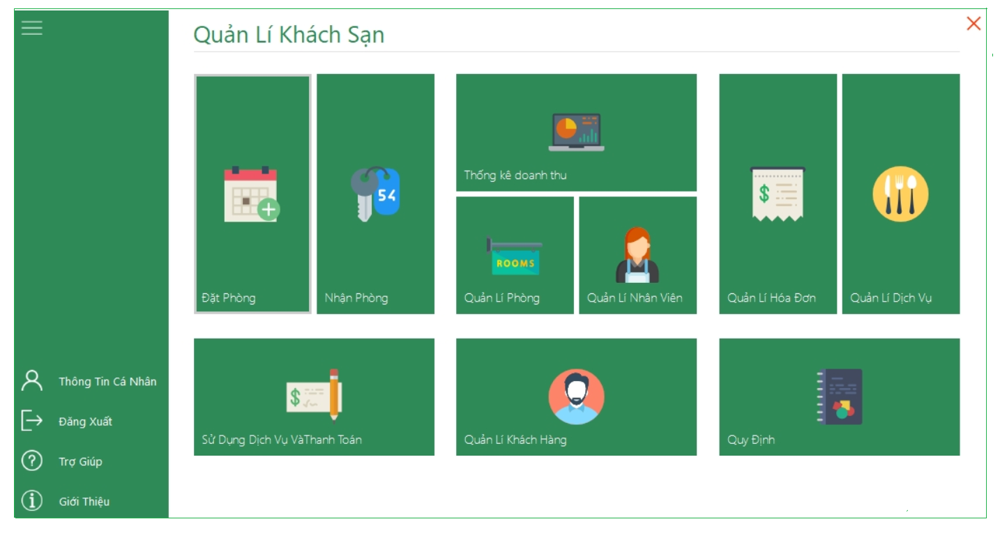 Quản Lí Khách Sạn
54
Thống kê doanh thu
$
ROOMS
Đặt Phòng
Nhận Phòng
Quản Lí Phòng
Quản Lí Nhân Viên
Quản Lí Hóa Đơn
Quản Lí Dịch Vụ
Thông Tin Cá Nhân
$
Đăng Xuất
Sử Dụng Dịch Vụ VàThanh Toán
Quản Lí Khách Hàng
Quy Định
Trợ Giúp
Giới Thiệu